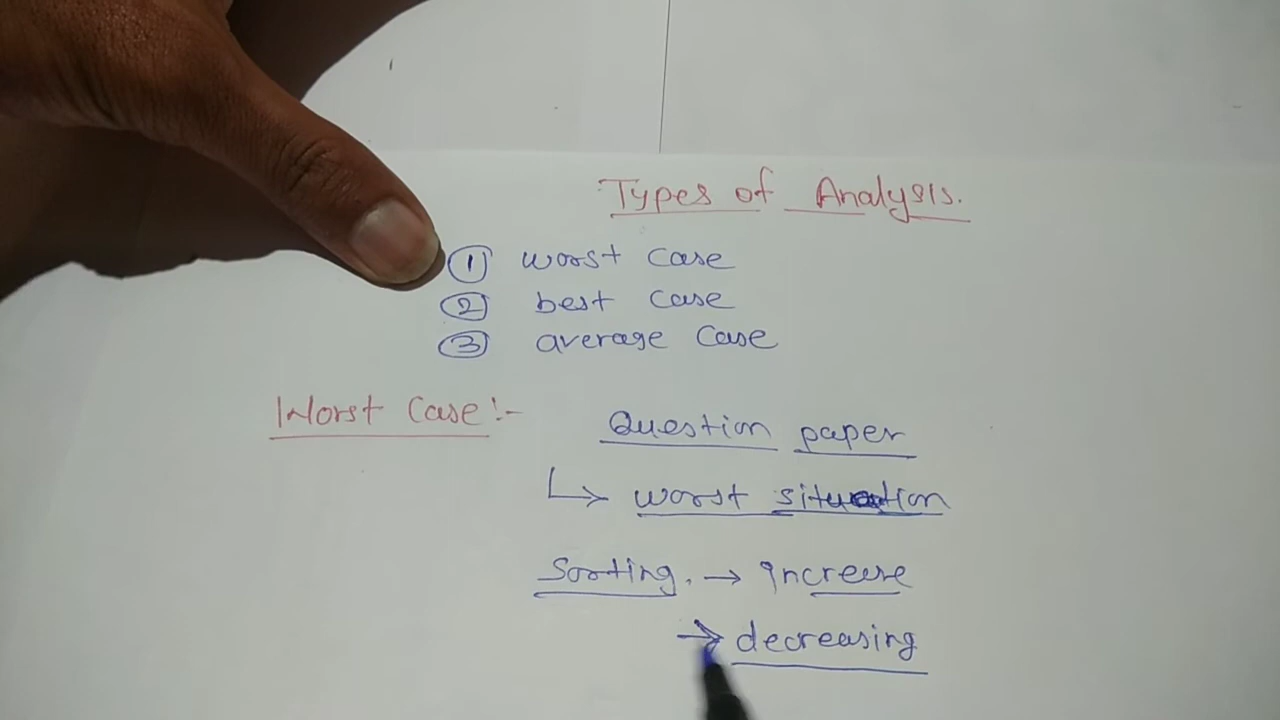 Types of Analysis.
① worst case
② best case
③ average case
Worst Case:-
Question paper
↳ worst situation
Sorting. → increase
→ decreasing